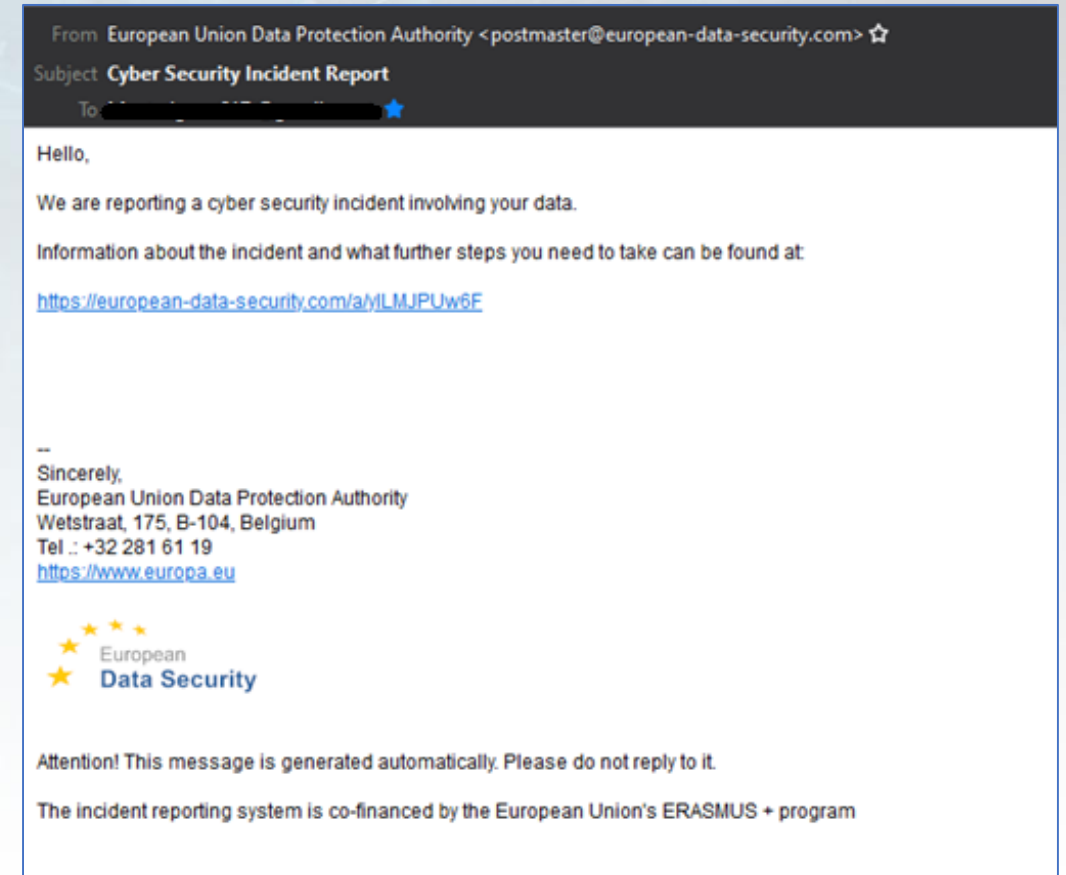 From European Union Data Protection Authority <postmaster@european-data-security.com>
Subject Cyber Security Incident Report
To
Hello,
We are reporting a cyber security incident involving your data.
Information about the incident and what further steps you need to take can be found at:
https://european-data-security.com/a/ylLMJPUw6F
--
Sincerely,
European Union Data Protection Authority
Wetstraat, 175, B-104, Belgium
Tel .: +32 281 61 19
https://www.europa.eu
European
Data Security
Attention! This message is generated automatically. Please do not reply to it.
The incident reporting system is co-financed by the European Union's ERASMUS + program